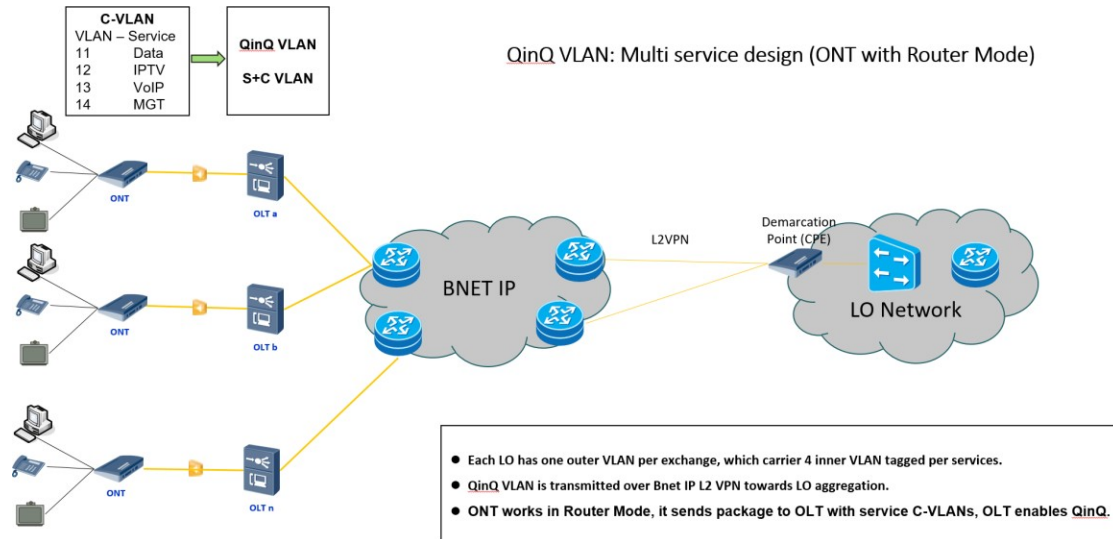 C-VLAN
VLAN – Service
11 Data
12 IPTV
13 VoIP
14 MGT
QinQ VLAN
S+C VLAN
QinQ VLAN: Multi service design (ONT with Router Mode)
ONT
OLT a
ONT
OLT b
ONT
OLT n
BNET IP
L2VPN
Demarcation
Point (CPE)
LO Network
● Each LO has one outer VLAN per exchange, which carrier 4 inner VLAN tagged per services.
● QinQ VLAN is transmitted over Bnet IP L2 VPN towards LO aggregation.
● ONT works in Router Mode, it sends package to OLT with service C-VLANs, OLT enables QinQ.